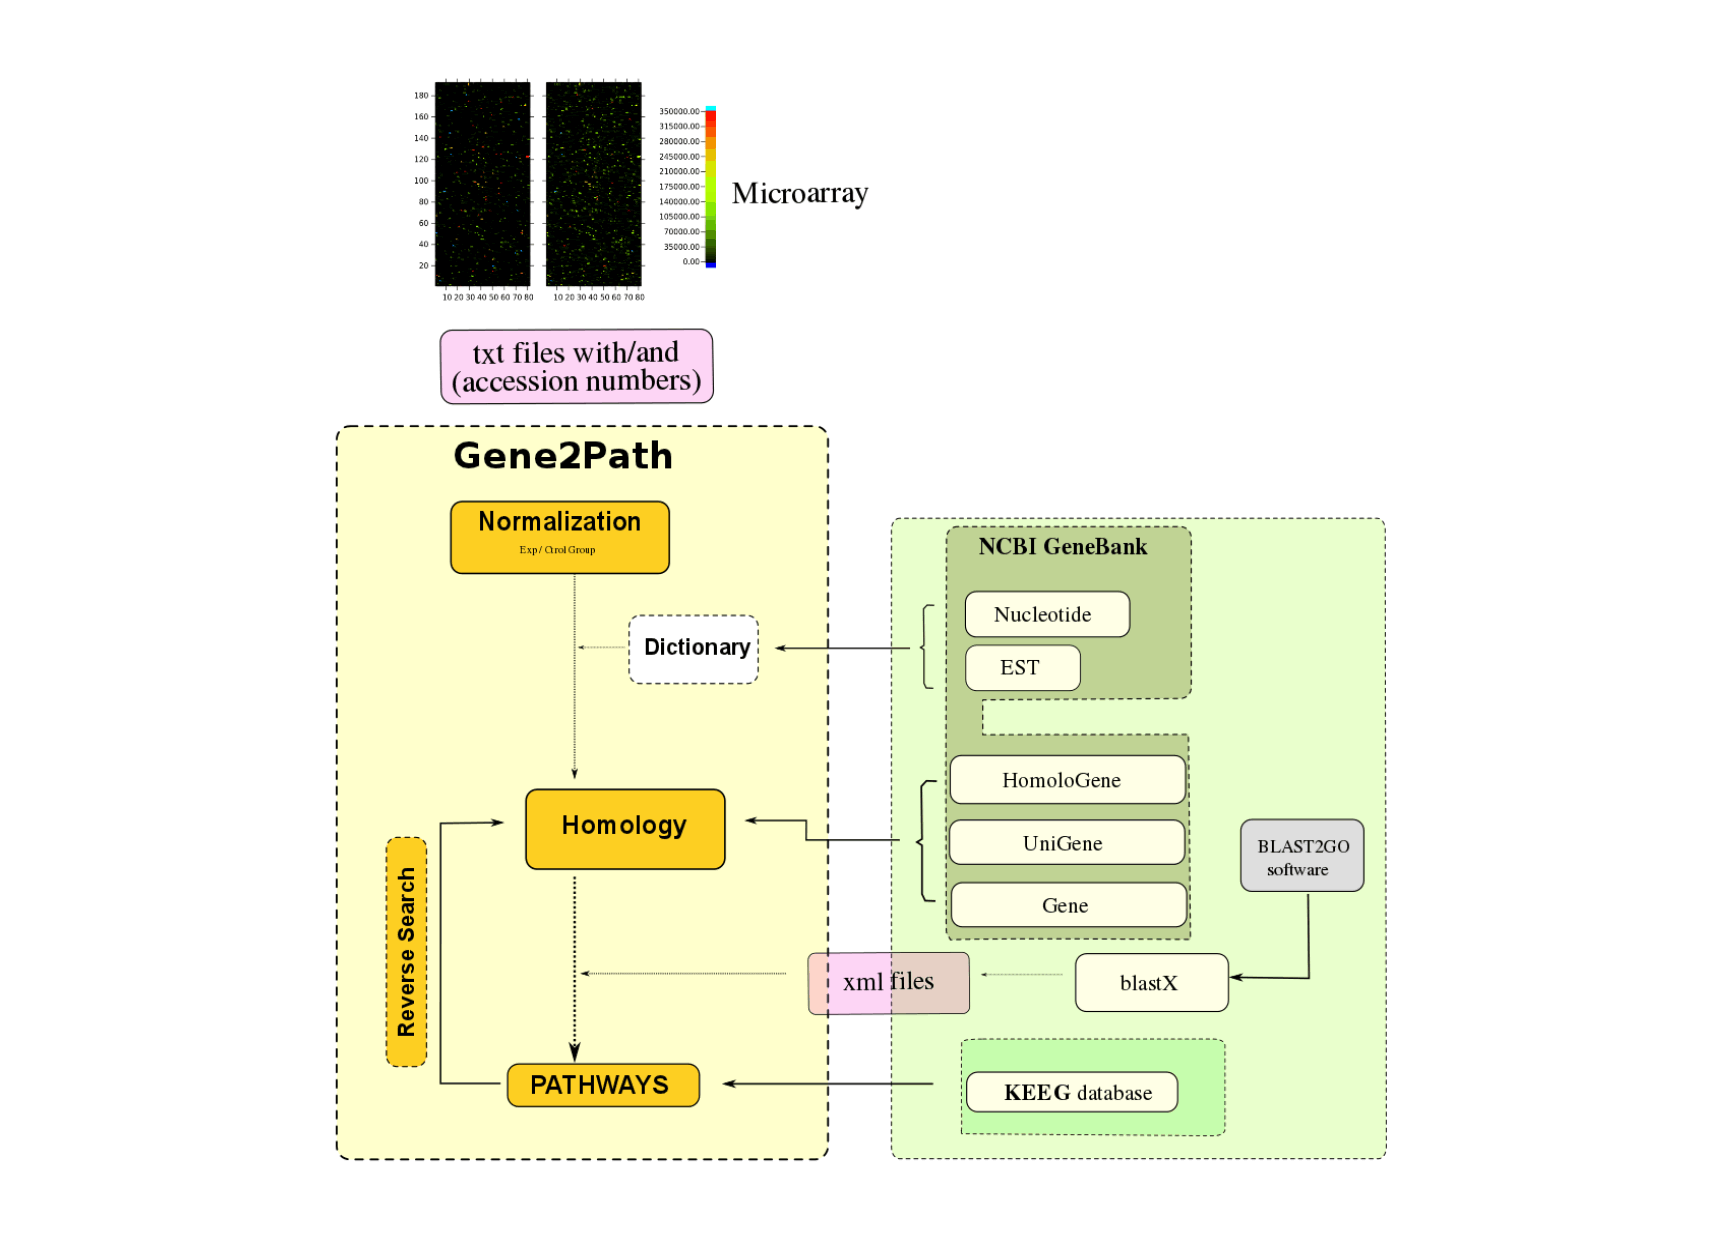 180
160
140
120
100
80
60
40
20
10 20 30 40 50 60 70 80
10 20 30 40 50 60 70 80
350000.00
315000.00
280000.00
245000.00
210000.00
175000.00
140000.00
105000.00
70000.00
35000.00
0.00
Microarray
txt files with/and
(accession numbers)
Gene2Path
Normalization
Exp / Ctrol Group
Dictionary
Homology
Reverse Search
PATHWAYS
NCBI GeneBank
Nucleotide
EST
HomoloGene
UniGene
Gene
BLAST2GO
software
xml files
blastX
KEEG database